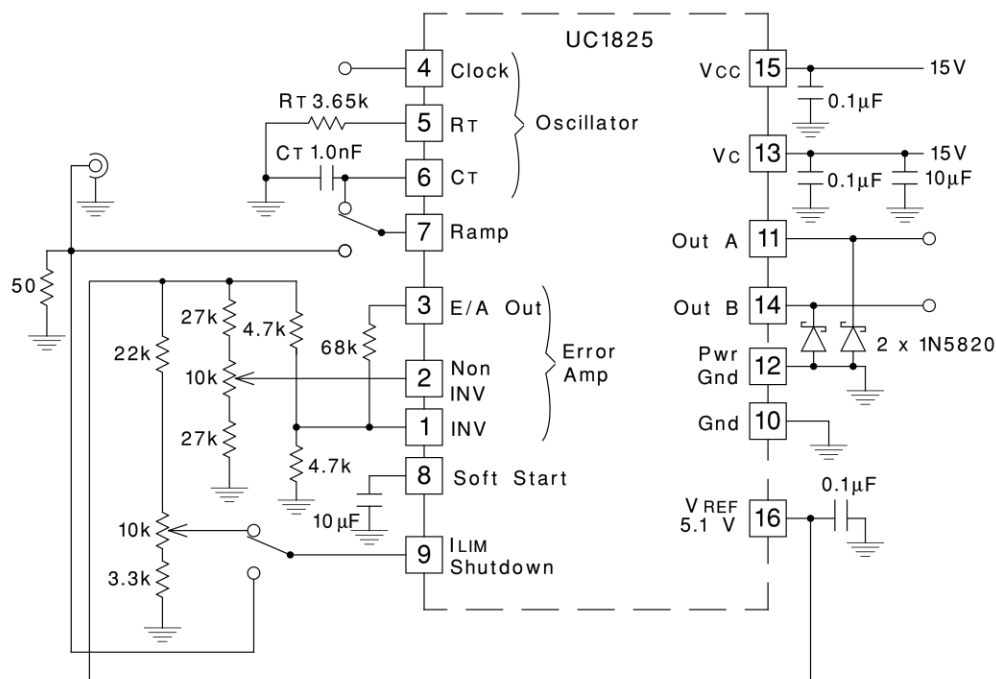 UC1825
4 Clock
RT 3.65k
5 RT
CT 1.0nF
6 CT
Oscillator
7 Ramp
50
3 E/A Out
27k
4.7k
68k
22k
10k
2 Non
INV
Error
Amp
27k
1 INV
4.7k
8 Soft Start
10 µF
10k
3.3k
9 ILIM
Shutdown
VCC 15
15V
0.1µF
VC 13
15V
0.1µF
10µF
Out A 11
Out B 14
2 x 1N5820
Pwr
Gnd 12
Gnd 10
0.1µF
VREF
5.1 V 16